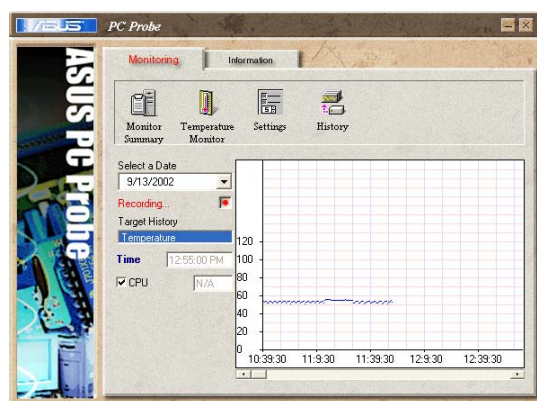 ASUS
PC Probe
ASUS PC Probe
Monitoring
Information
Monitor Summary
Temperature Monitor
Settings
History
Select a Date
9/13/2002
Recording...
Target History
Temperature
Time 12:55:00 PM
CPU N/A
120
100
80
60
40
20
0
10:39:30 11:9:30 11:39:30 12:9:30 12:39:30